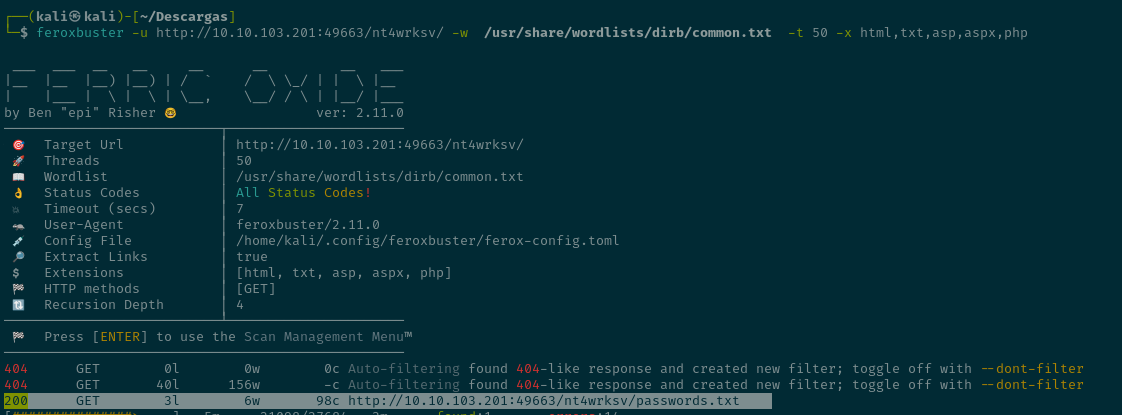 ┌──(kali㉿kali)-[~/Descargas]
└─$ feroxbuster -u http://10.10.103.201:49663/nt4wrksv/ -w  /usr/share/wordlists/dirb/common.txt  -t 50 -x html,txt,asp,aspx,php
FERRIC OXIDE
by Ben "epi" Risher 🤓 ver: 2.11.0
🎯 Target Url │ http://10.10.103.201:49663/nt4wrksv/
🚀 Threads │ 50
📖 Wordlist │ /usr/share/wordlists/dirb/common.txt
👌 Status Codes │ All Status Codes!
💥 Timeout (secs) │ 7
🦡 User-Agent │ feroxbuster/2.11.0
💉 Config File │ /home/kali/.config/feroxbuster/ferox-config.toml
🔎 Extract Links │ true
💲 Extensions │ [html, txt, asp, aspx, php]
🏁 HTTP methods │ [GET]
🔃 Recursion Depth │ 4
🏁 Press [ENTER] to use the Scan Management Menu™
404 GET 0l 0w 0c Auto-filtering found 404-like response and created new filter; toggle off with --dont-filter
404 GET 40l 156w -c Auto-filtering found 404-like response and created new filter; toggle off with --dont-filter
200 GET 3l 6w 98c http://10.10.103.201:49663/nt4wrksv/passwords.txt